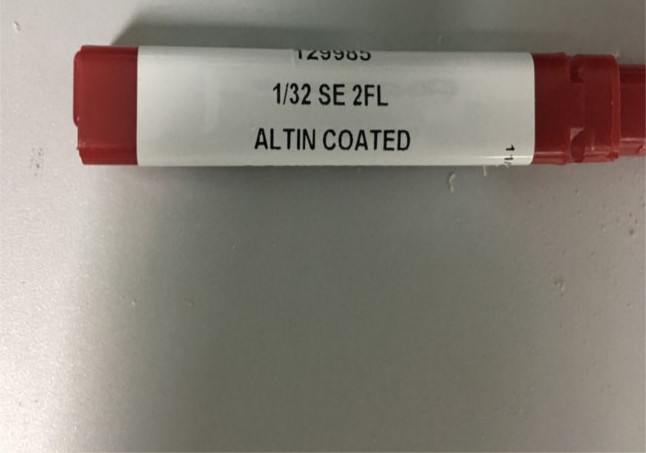 129985
1/32 SE 2FL
ALTIN COATED